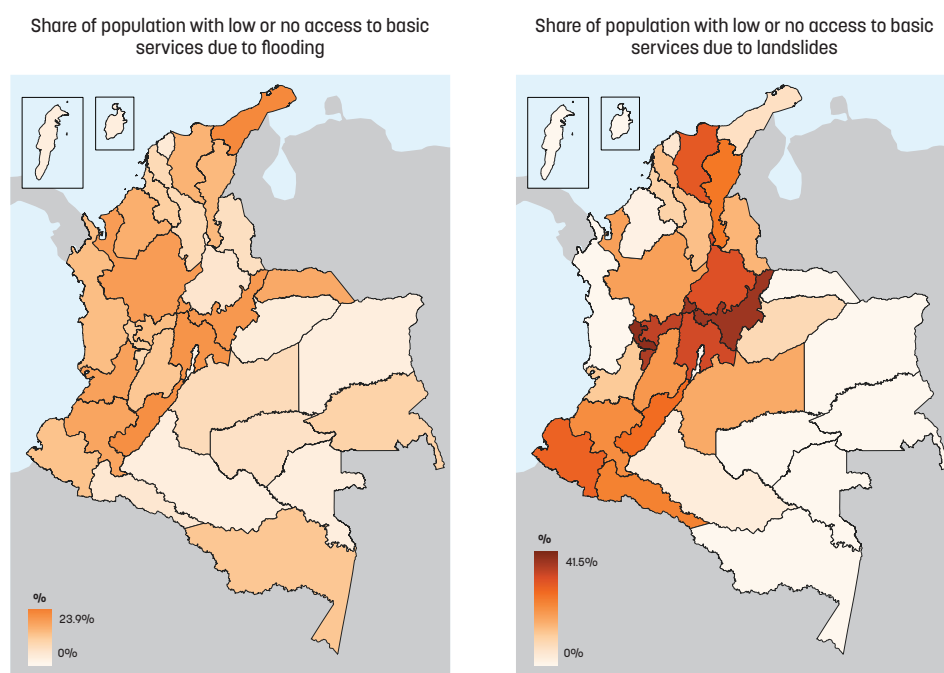 Share of population with low or no access to basic
services due to flooding
%
23.9%
0%
Share of population with low or no access to basic
services due to landslides
%
41.5%
0%